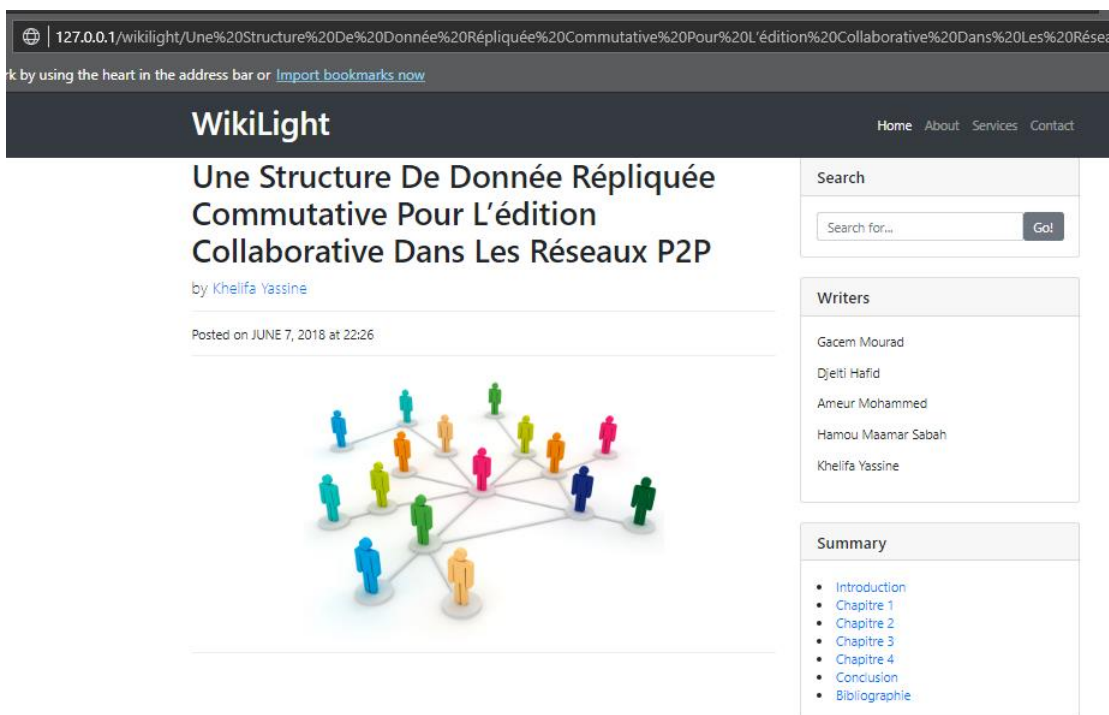 127.0.0.1/wikilight/Une%20Structure%20De%20Donnée%20Répliquée%20Commutative%20Pour%20L'édition%20Collaborative%20Dans%20Les%20Résea
rk by using the heart in the address bar or Import bookmarks now
WikiLight
Home About Services Contact
Une Structure De Donnée Répliquée
Commutative Pour L’édition
Collaborative Dans Les Réseaux P2P
by Khelifa Yassine
Posted on JUNE 7, 2018 at 22:26
Search
Search for...
Go!
Writers
Gacem Mourad
Djelti Hafid
Ameur Mohammed
Hamou Maamar Sabah
Khelifa Yassine
Summary
• Introduction
• Chapitre 1
• Chapitre 2
• Chapitre 3
• Chapitre 4
• Conclusion
• Bibliographie